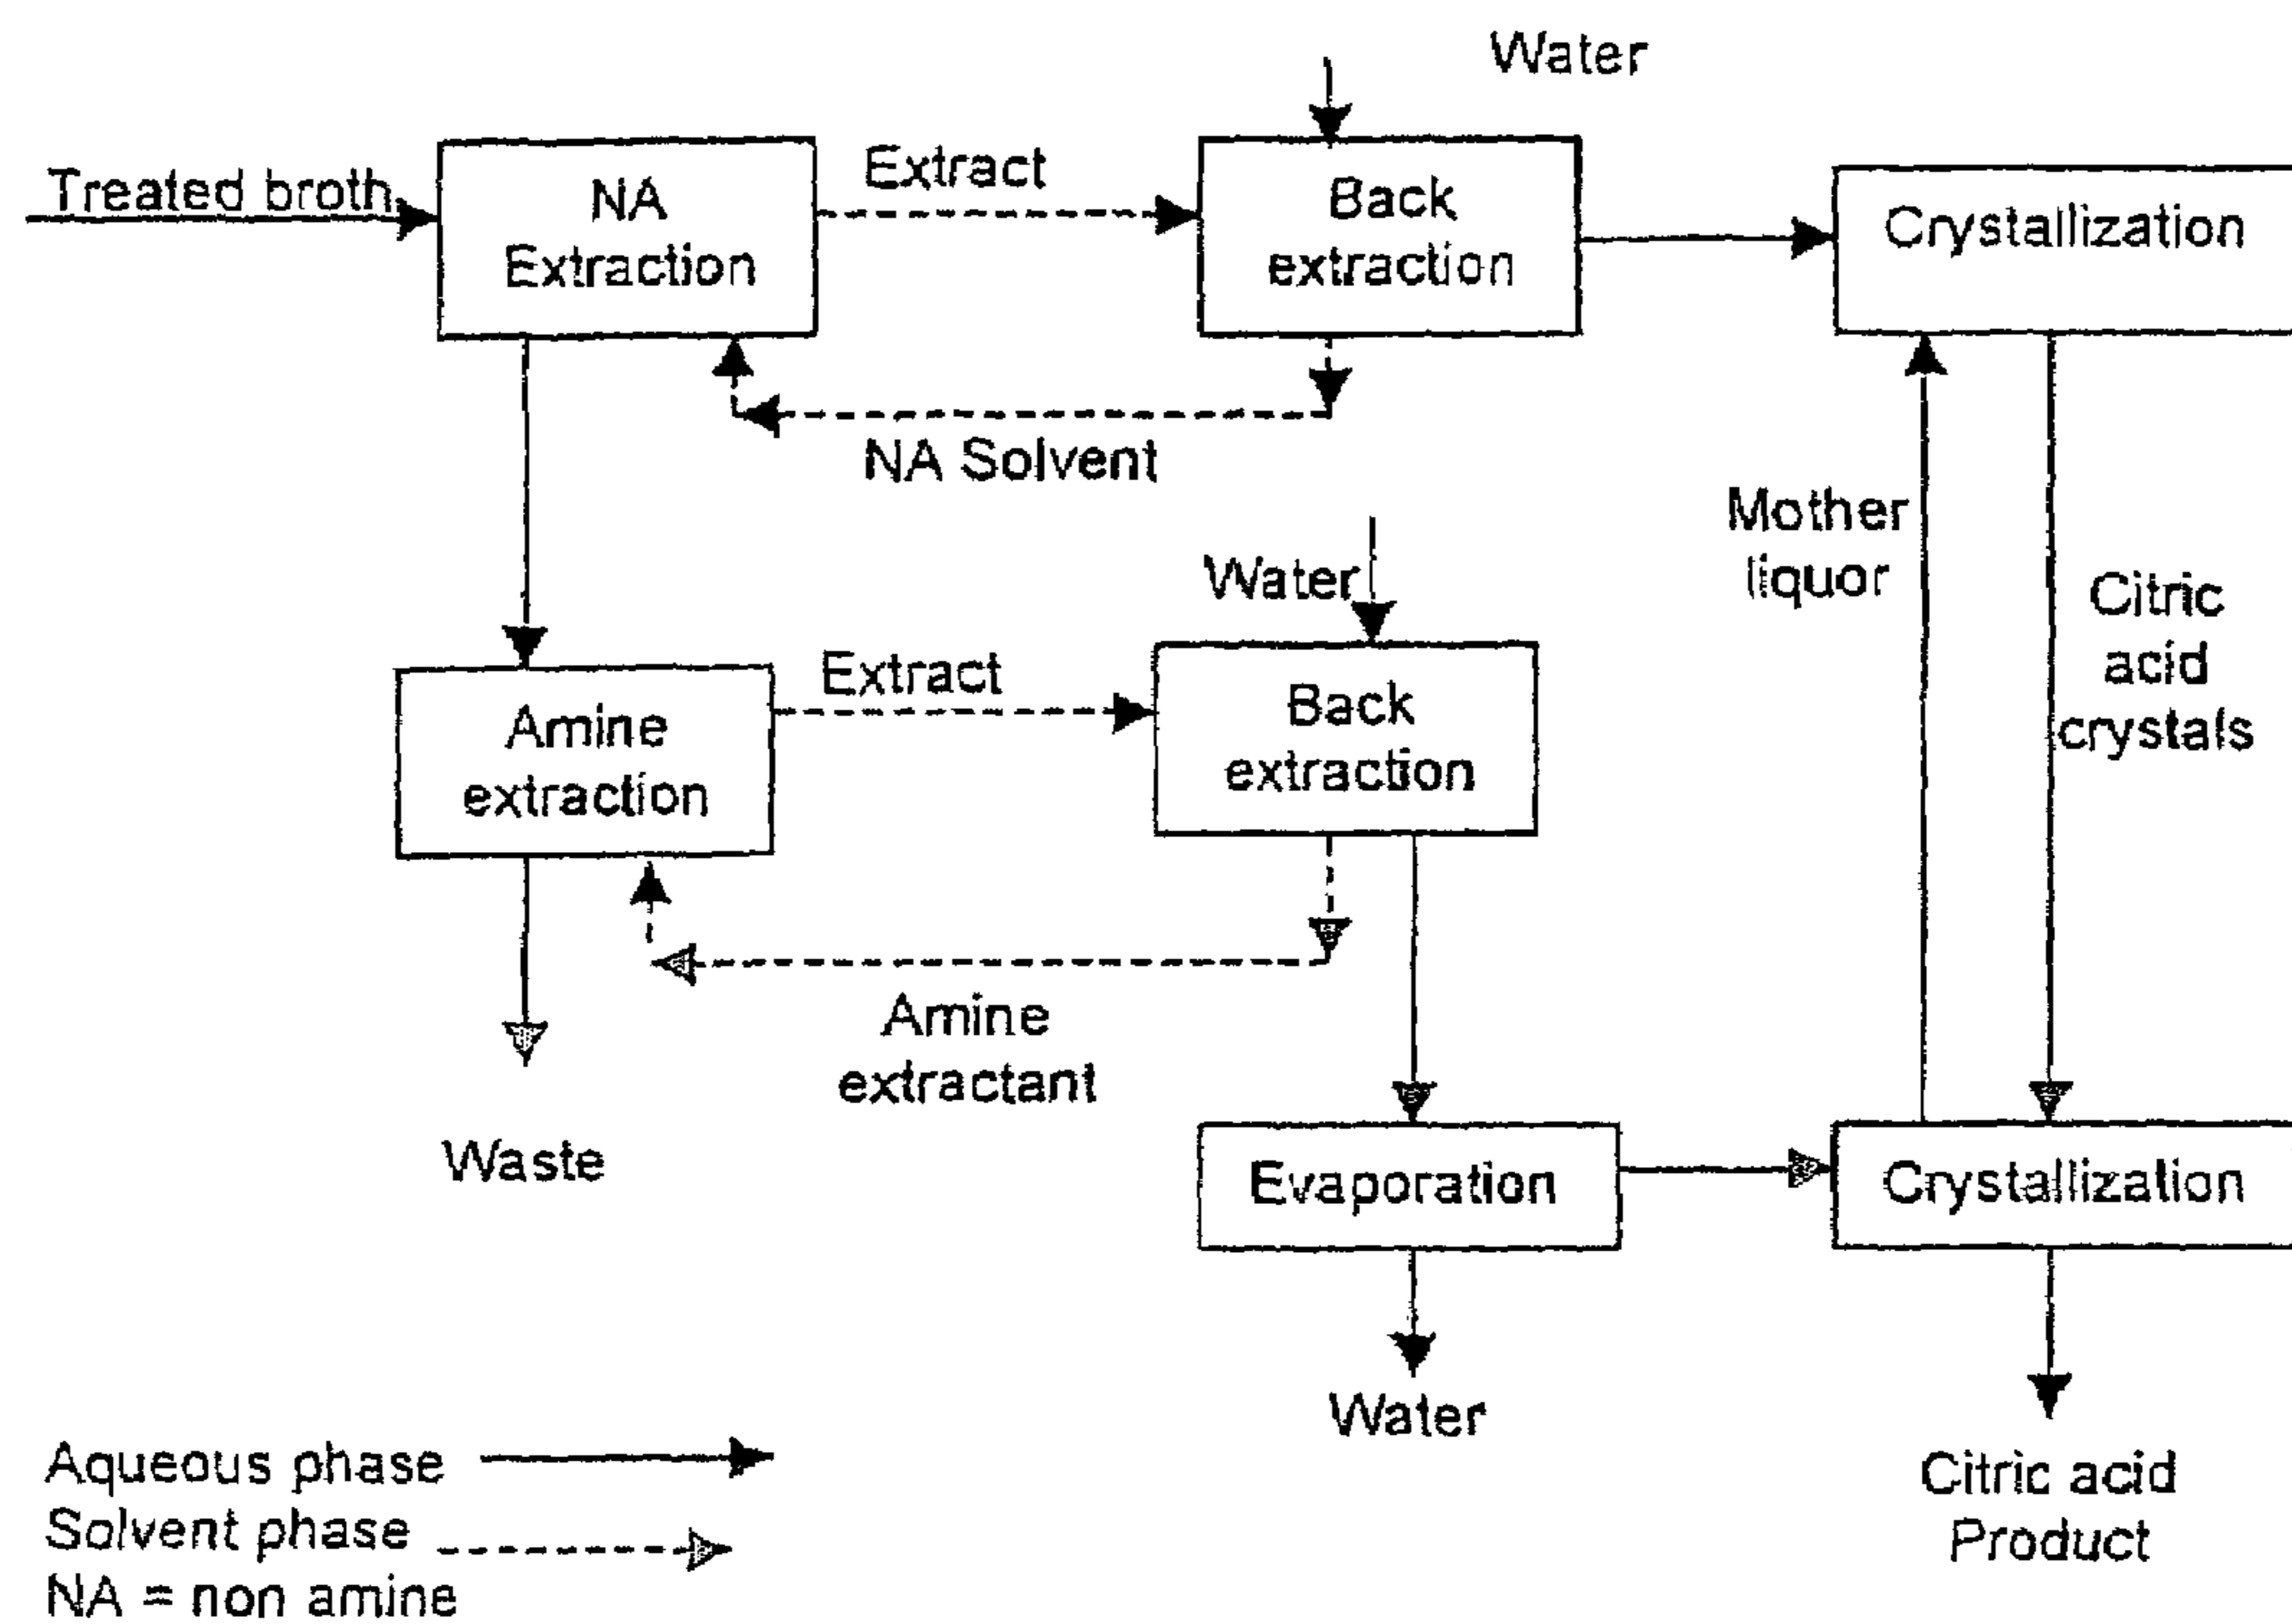 Water
Treated broth
NA
Extraction
Extract
Back
extraction
Crystallization
NA Solvent
Mother
liquor
Citric
acid
crystals
Water
Amine
extraction
Extract
Back
extraction
Amine
extractant
Waste
Evaporation
Crystallization
Water
Citric acid
Product
Aqueous phase
Solvent phase
NA = non amine